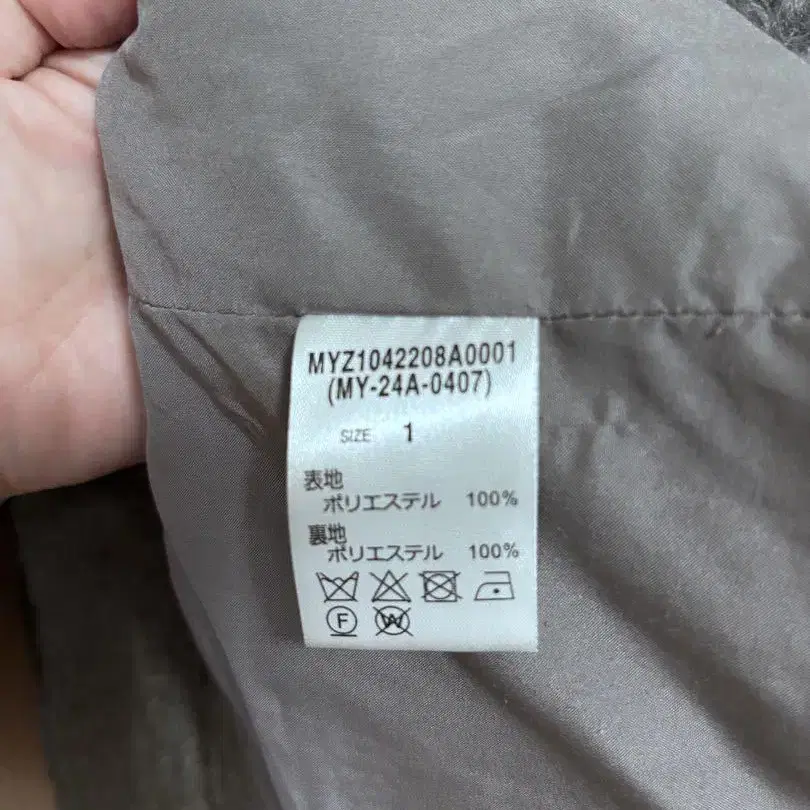 MYZ1042208A0001
(MY-24A-0407)
SIZE 1
表地
ポリエステル 100%
裏地
ポリエステル 100%
F W